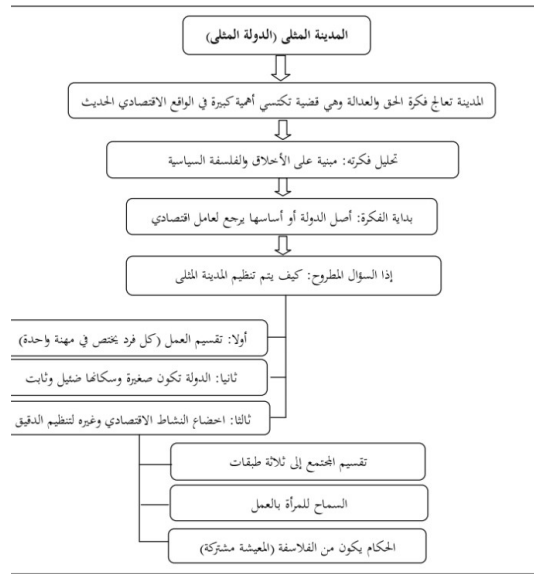 المدينة المثلى (الدولة المثلى)
المدينة تعالج فكرة الحق والعدالة وهي قضية تكتسي أهمية كبيرة في الواقع الاقتصادي الحديث
تحليل فكرته: مبنية على الأخلاق والفلسفة السياسية
بداية الفكرة: أصل الدولة أو أساسها يرجع لعامل اقتصادي
إذا السؤال المطروح: كيف يتم تنظيم المدينة المثلى
أولا: تقسيم العمل (كل فرد يختص في مهنة واحدة)
ثانيا: الدولة تكون صغيرة وسكانها ضئيل وثابت
ثالثا: اخضاع النشاط الاقتصادي وغيره لتنظيم الدقيق
تقسيم المجتمع إلى ثلاثة طبقات
السماح للمرأة بالعمل
الحكام يكون من الفلاسفة (المعيشة مشتركة)